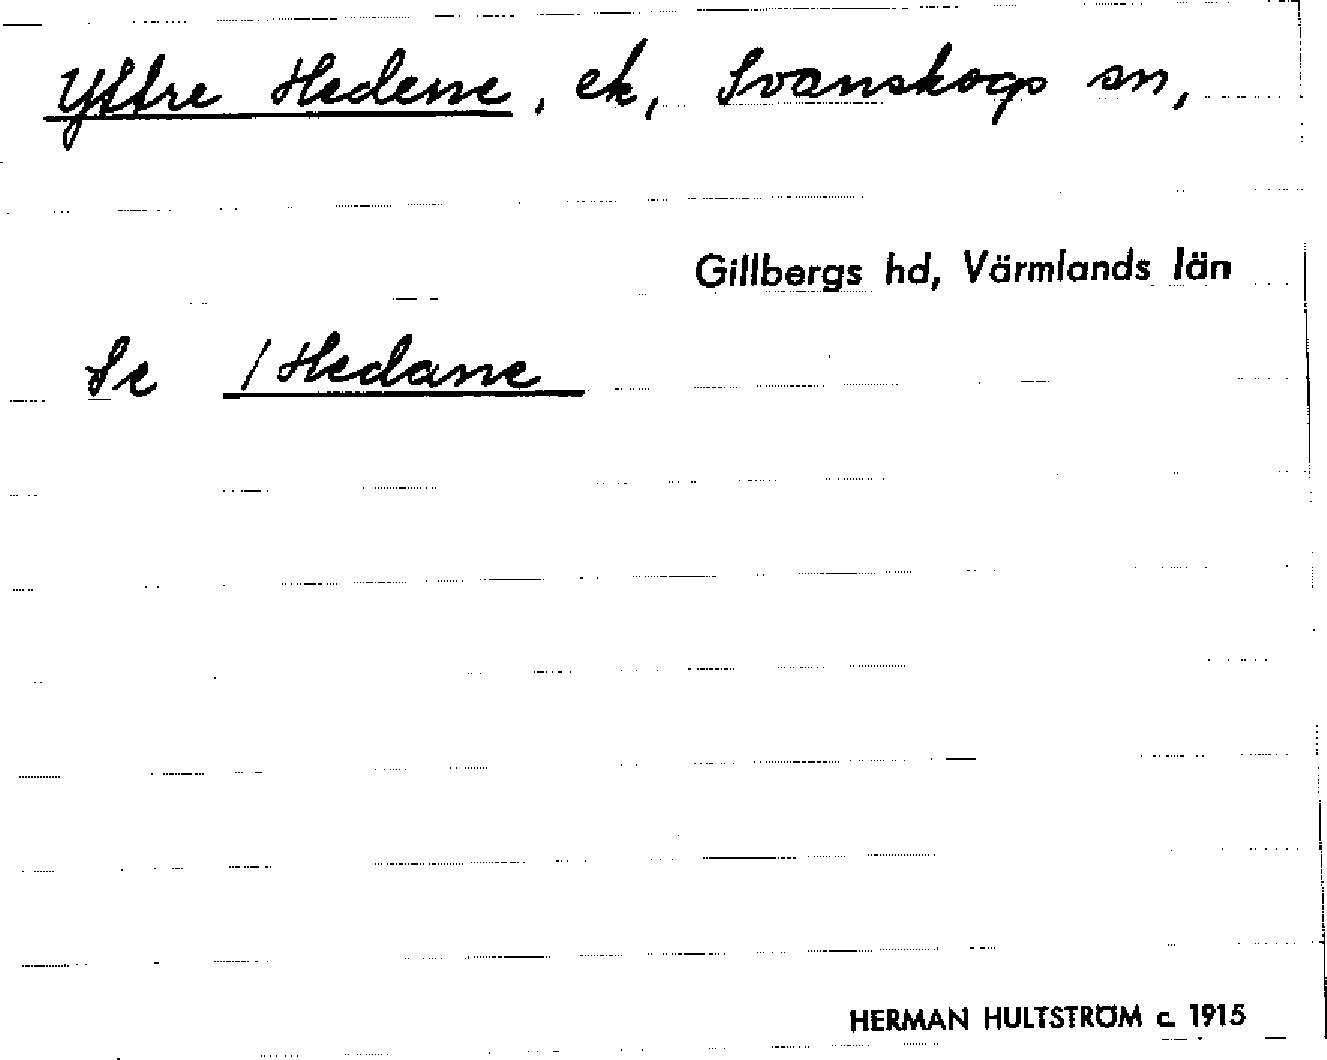 Yttre Hedene, ek, Svanskogs sn,
Gillbergs hd, Värmlands län
Se / Hedane
HERMAN HULTSTRÖM c. 1915